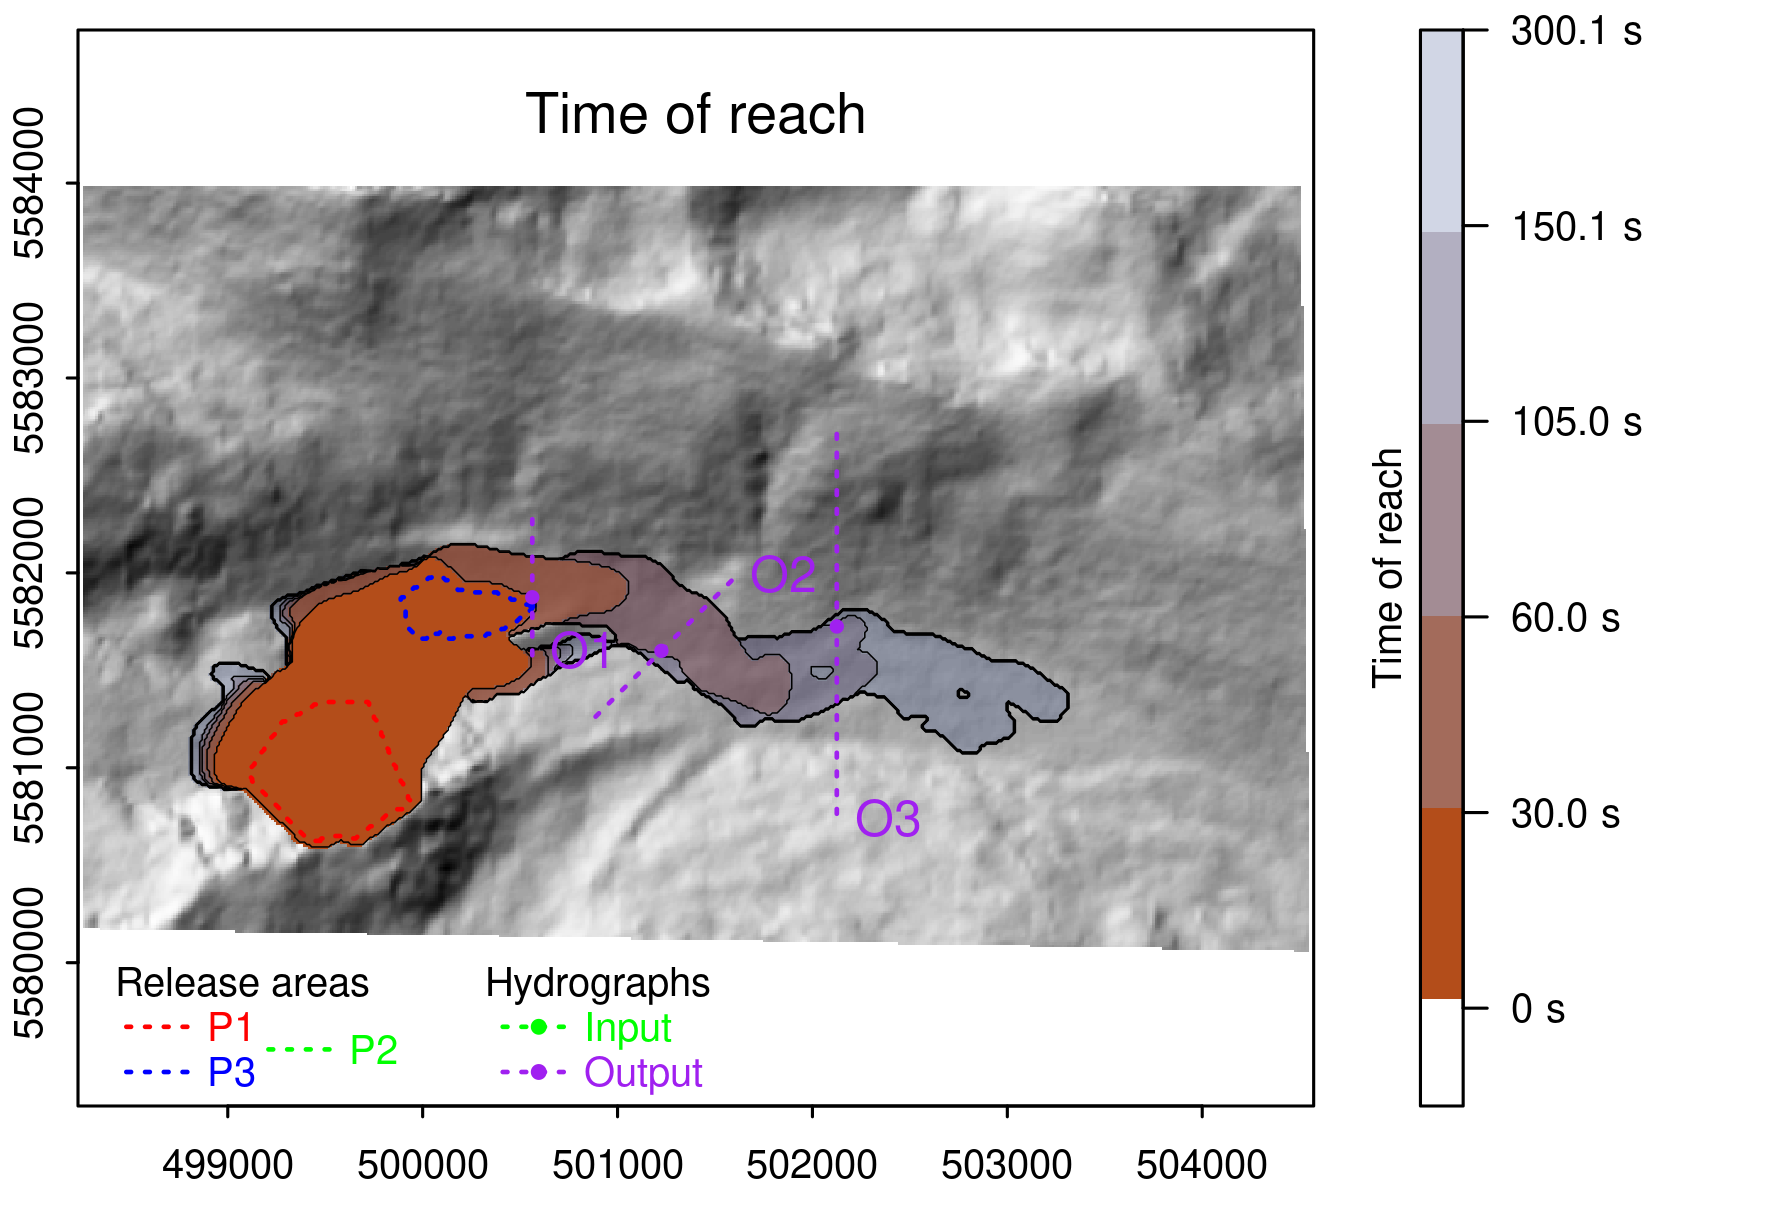 Time of reach
5584000
5583000
5582000
5581000
5580000
O2
O1
O3
Release areas
P1
P2
P3
Hydrographs
Input
Output
499000 500000 501000 502000 503000 504000
Time of reach
300.1 s
150.1 s
105.0 s
60.0 s
30.0 s
0 s